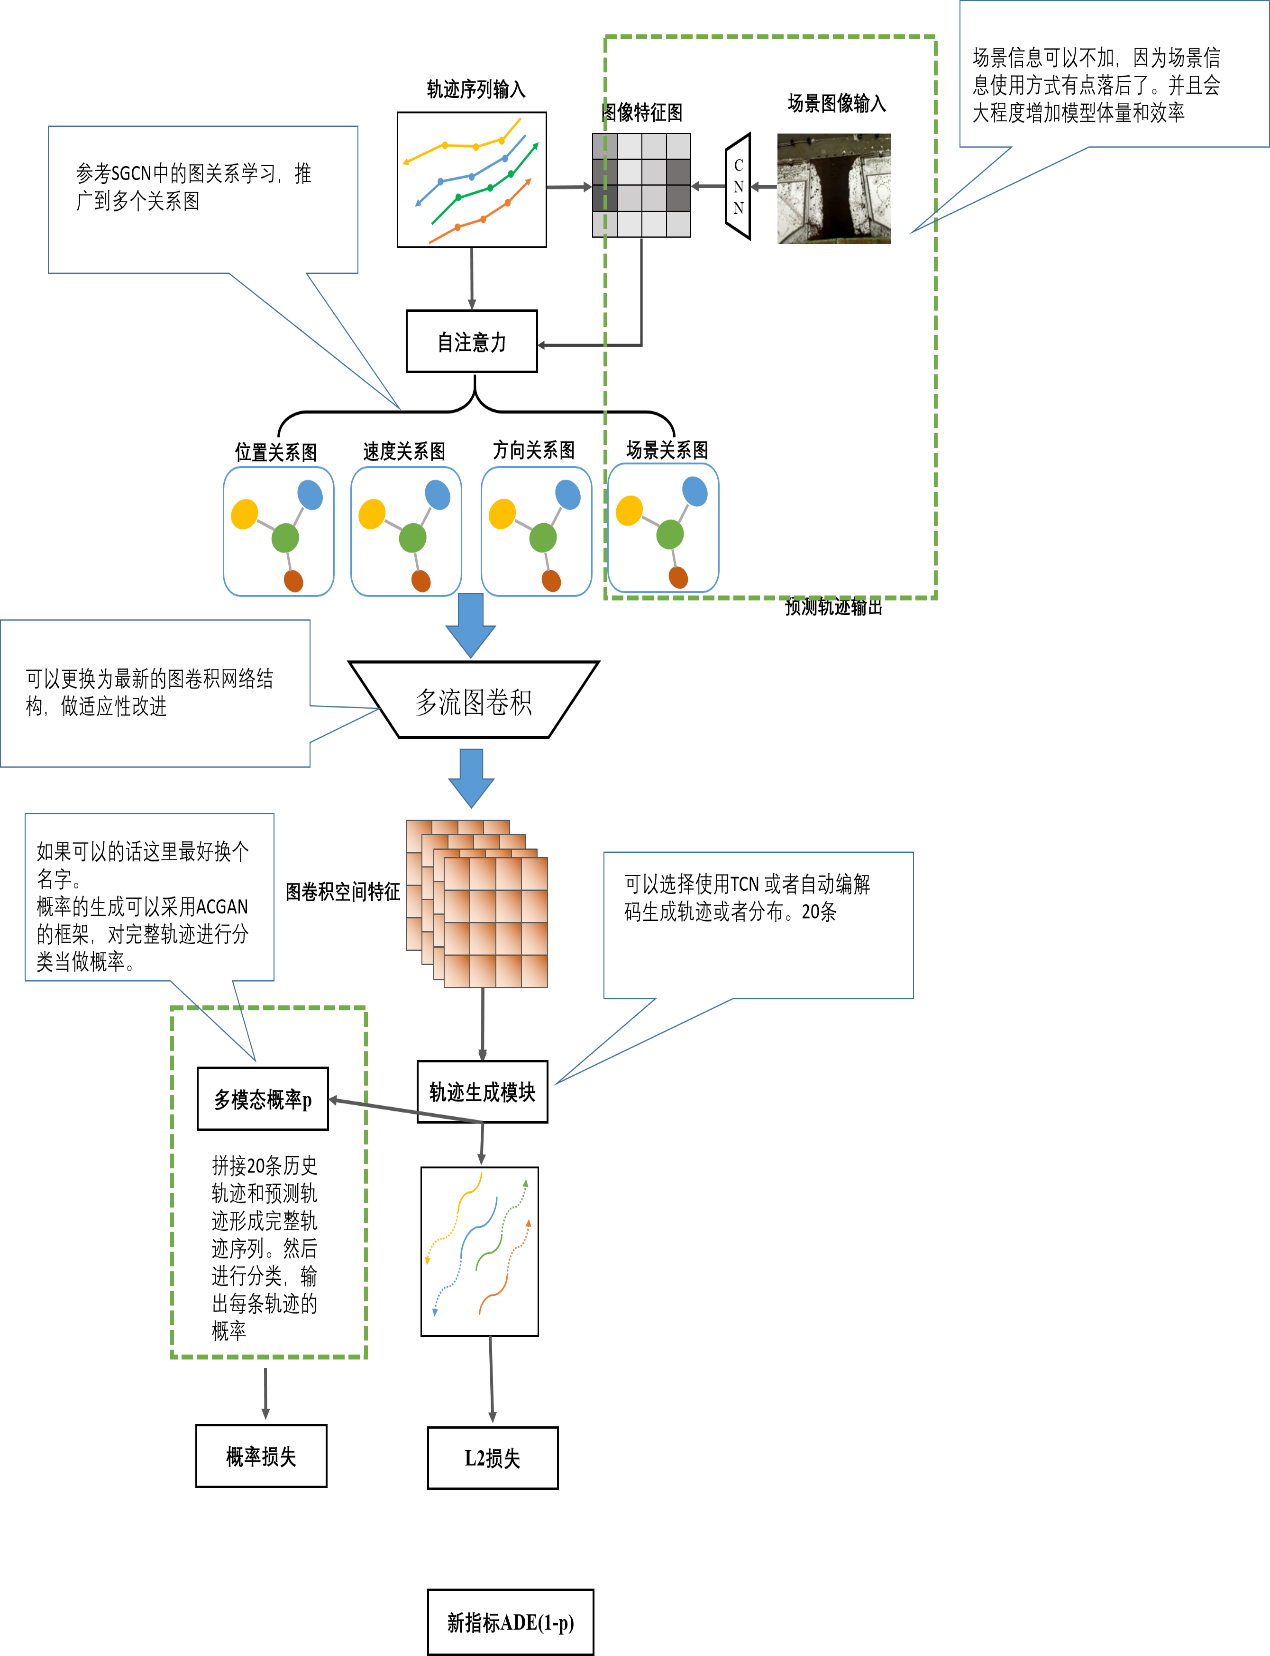 场景信息可以不加，因为场景信
息使用方式有点落后了。并且会
大程度增加模型体量和效率
轨迹序列输入
图像特征图
场景图像输入
C
N
N
参考SGCN中的图关系学习，推
广到多个关系图
自注意力
位置关系图
速度关系图
方向关系图
场景关系图
预测轨迹输出
可以更换为最新的图卷积网络结
构，做适应性改进
多流图卷积
如果可以的话这里最好换个
名字。
概率的生成可以采用ACGAN
的框架，对完整轨迹进行分
类当做概率。
图卷积空间特征
可以选择使用TCN 或者自动编解
码生成轨迹或者分布。20条
多模态概率p
轨迹生成模块
拼接20条历史
轨迹和预测轨
迹形成完整轨
迹序列。然后
进行分类，输
出每条轨迹的
概率
概率损失
L2损失
新指标ADE(1-p)